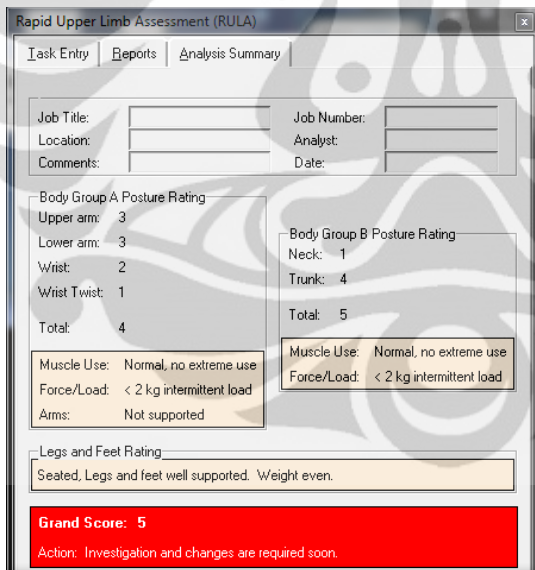 Rapid Upper Limb Assessment (RULA)
x
Task Entry
Reports
Analysis Summary
Job Title:
Job Number:
Location:
Analyst:
Comments:
Date:
Body Group A Posture Rating
Upper arm: 3
Lower arm: 3
Wrist: 2
Wrist Twist: 1
Total: 4
Muscle Use: Normal, no extreme use
Force/Load: < 2 kg intermittent load
Arms: Not supported
Body Group B Posture Rating
Neck: 1
Trunk: 4
Total: 5
Muscle Use: Normal, no extreme use
Force/Load: < 2 kg intermittent load
Legs and Feet Rating
Seated, Legs and feet well supported. Weight even.
Grand Score: 5
Action: Investigation and changes are required soon.